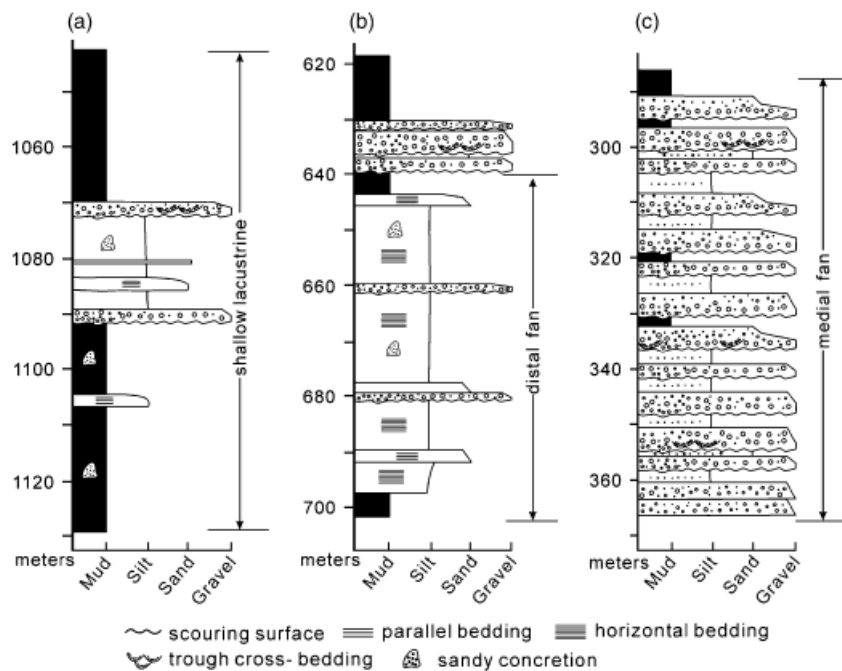 (a)
1060
1080
1100
1120
meters
Mud
Silt
Sand
Gravel
shallow lacustrine
(b)
620
640
660
680
700
meters
Mud
Silt
Sand
Gravel
distal fan
(c)
300
320
340
360
meters
Mud
Silt
Sand
Gravel
medial fan
scouring surface parallel bedding horizontal bedding
trough cross- bedding sandy concretion